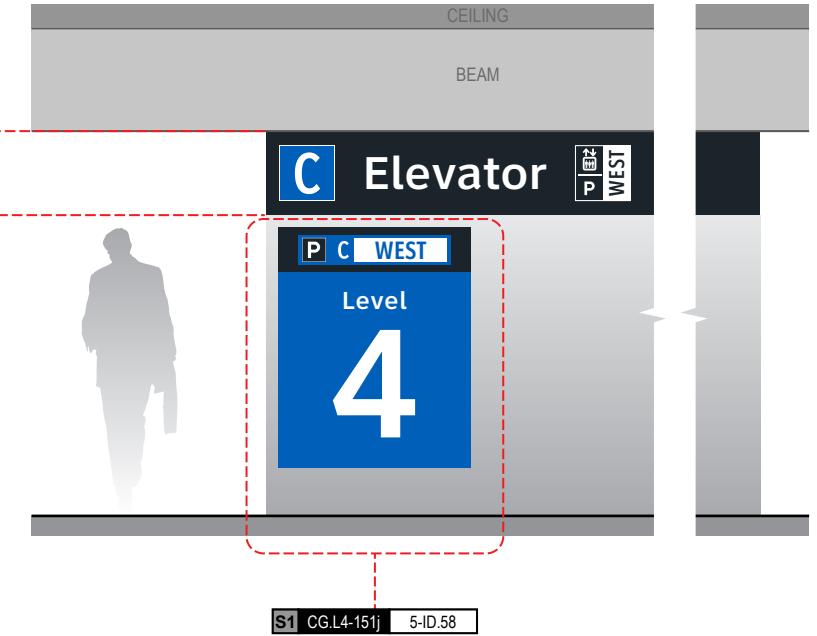 CEILING
BEAM
C Elevator P WEST
P C WEST
Level
4
S1 CG.L4-151j 5-ID.58